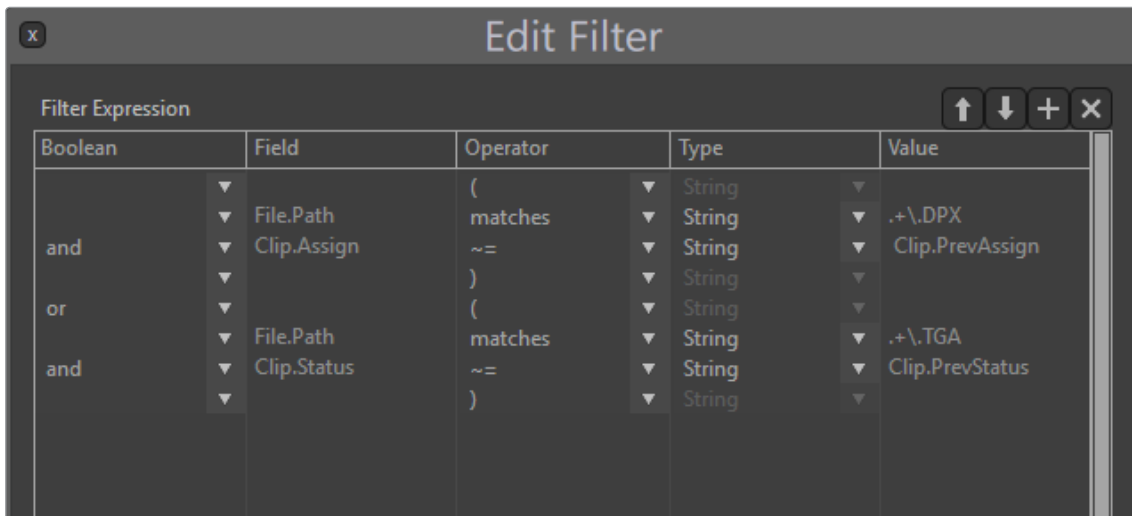 x Edit Filter
Filter Expression
Boolean Field Operator Type Value
( String
File.Path matches String .+\.DPX
and Clip.Assign ~= String Clip.PrevAssign
) String
or ( String
File.Path matches String .+\.TGA
and Clip.Status ~= String Clip.PrevStatus
) String